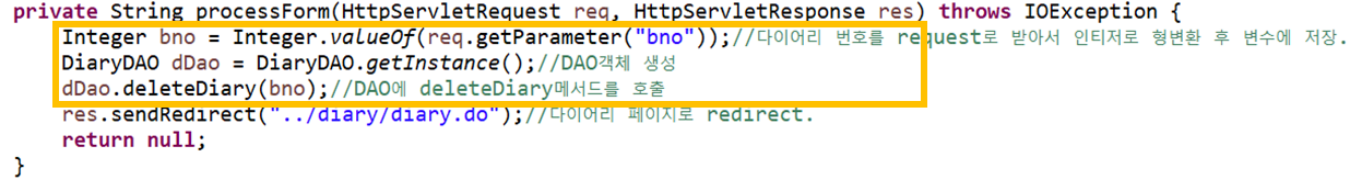 private String processForm(HttpServletRequest req, HttpServletResponse res) throws IOException {
Integer bno = Integer.valueOf(req.getParameter("bno"));//다이어리 번호를 request로 받아서 인티저로 형변환 후 변수에 저장.
DiaryDAO dDao = DiaryDAO.getInstance();//DAO객체 생성
dDao.deleteDiary(bno);//DAO에 deleteDiary메서드를 호출
res.sendRedirect("../diary/diary.do");//다이어리 페이지로 redirect.
return null;
}